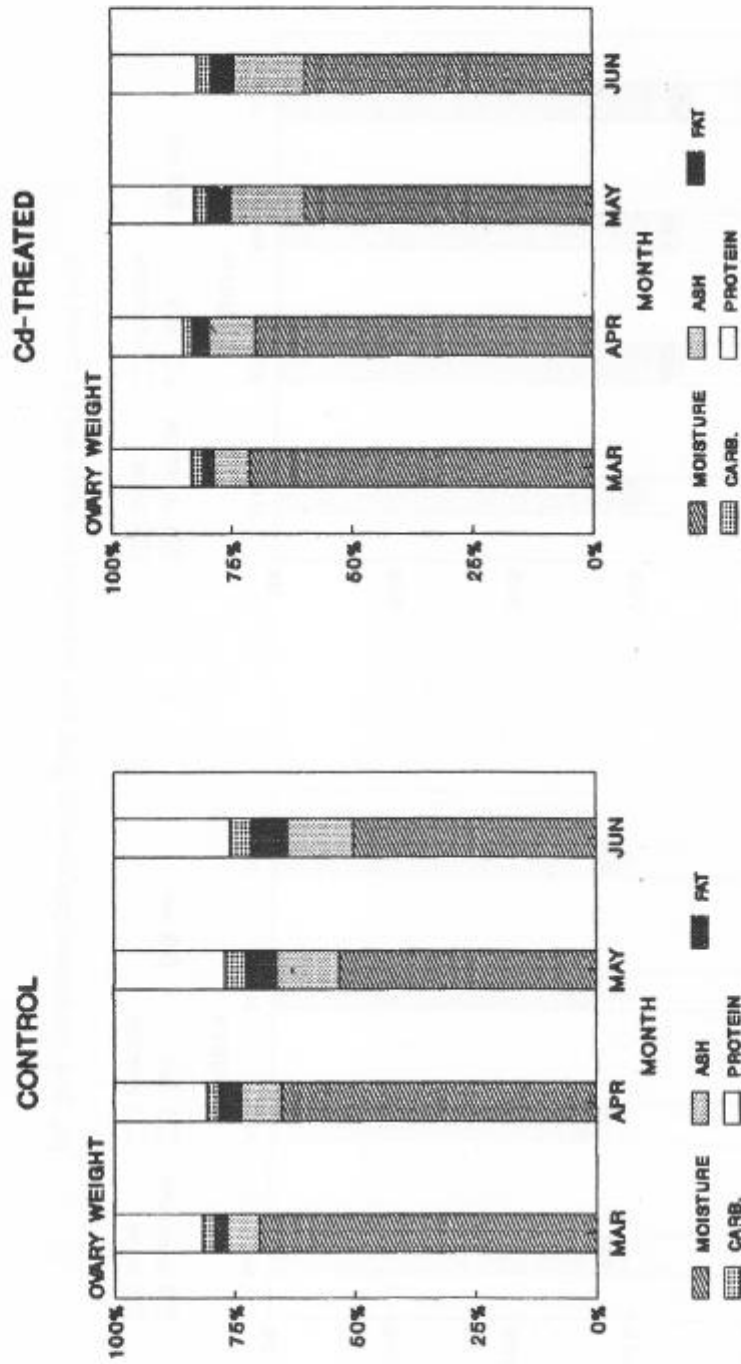 CONTROL
OVARY WEIGHT
100%
75%
50%
25%
0%
MAR APR MAY JUN
MONTH
MOISTURE ASH FAT
CARB. PROTEIN
Cd-TREATED
OVARY WEIGHT
100%
75%
50%
25%
0%
MAR APR MAY JUN
MONTH
MOISTURE ASH FAT
CARB. PROTEIN